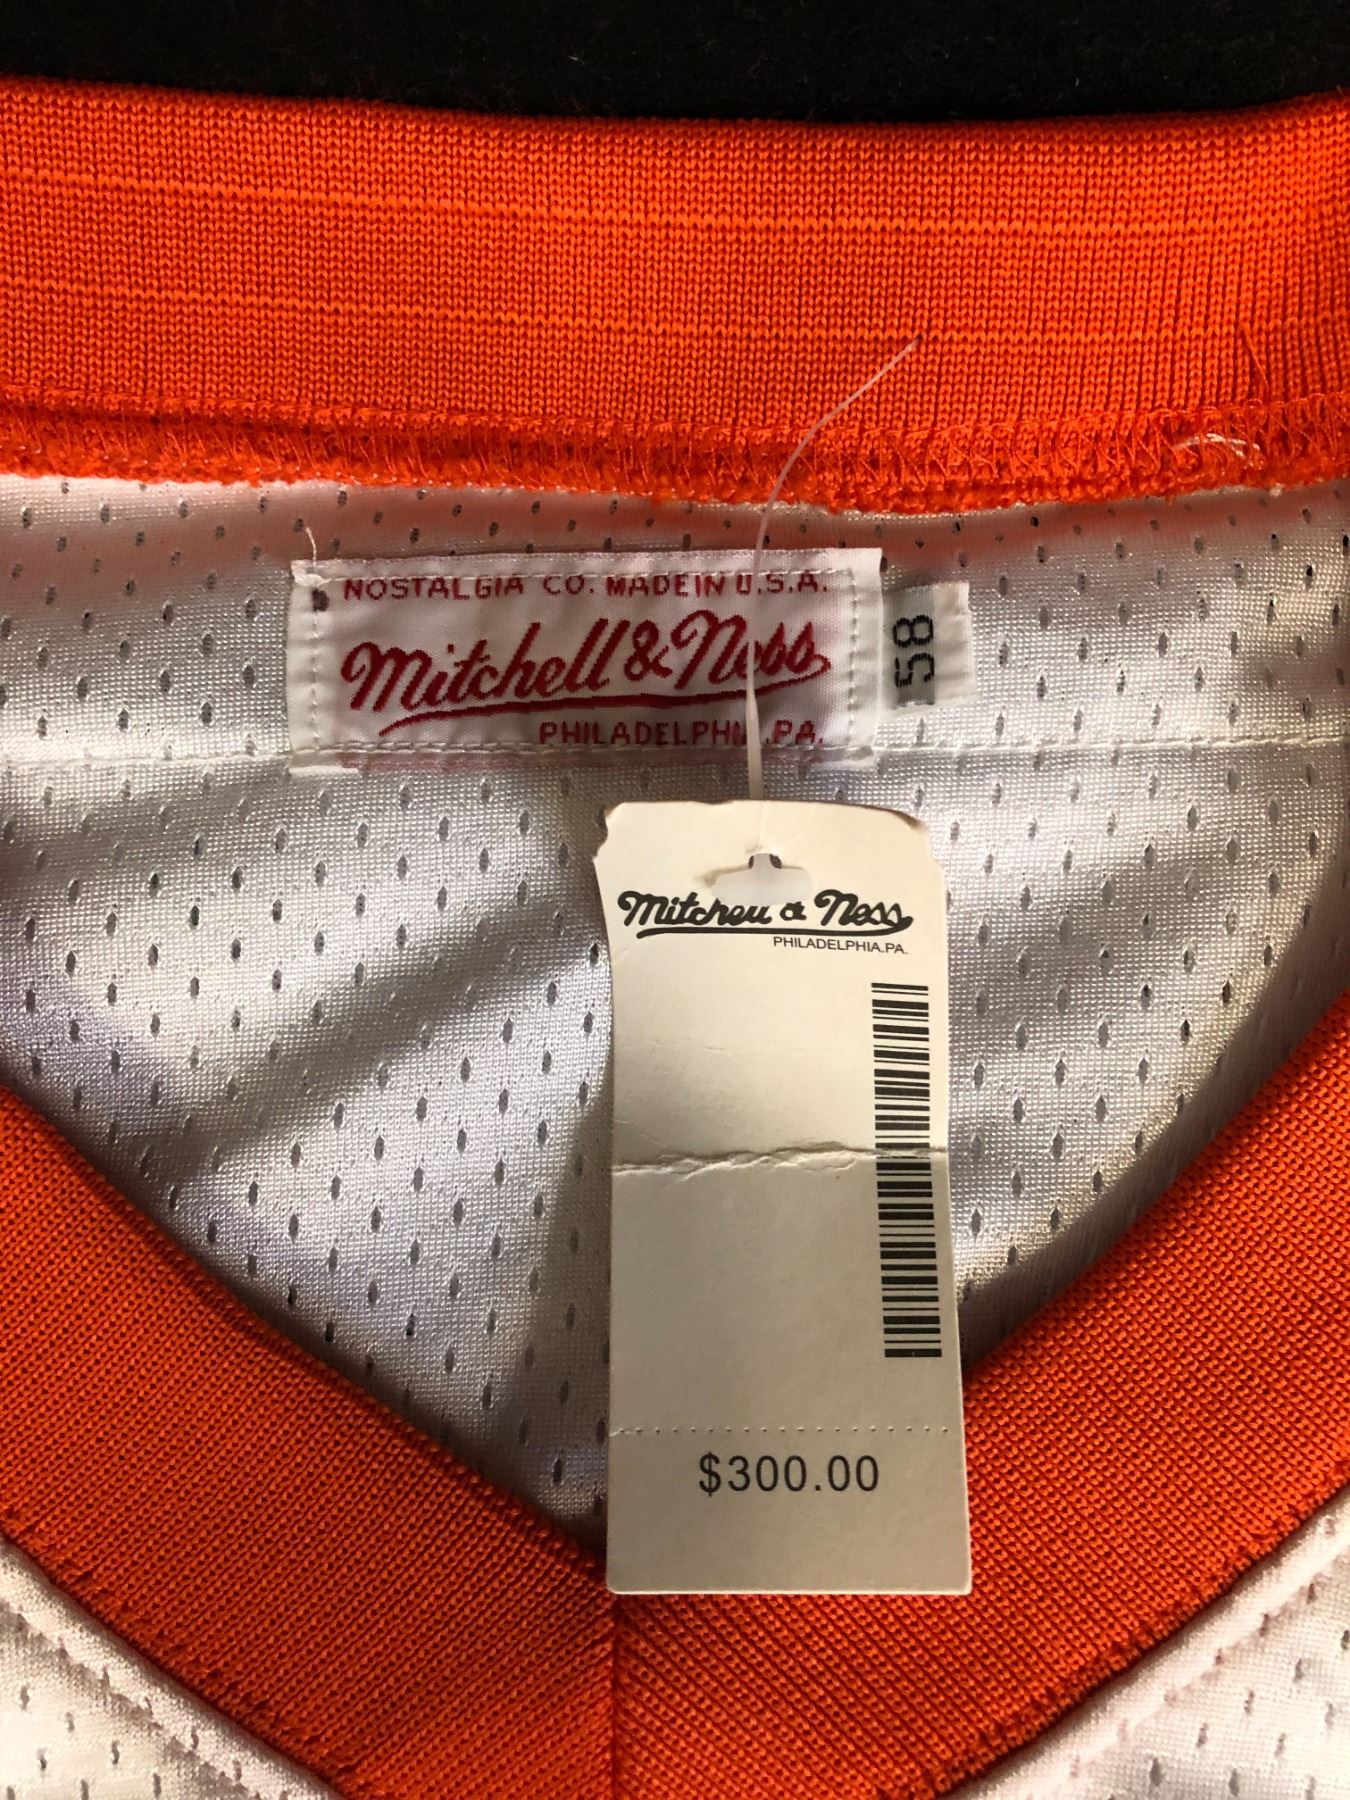 NOSTALGIA CO. MADE IN U.S.A.
Mitchell & Ness
PHILADELPHIA, PA.
58
Mitchell & Ness
PHILADELPHIA.PA.
$300.00